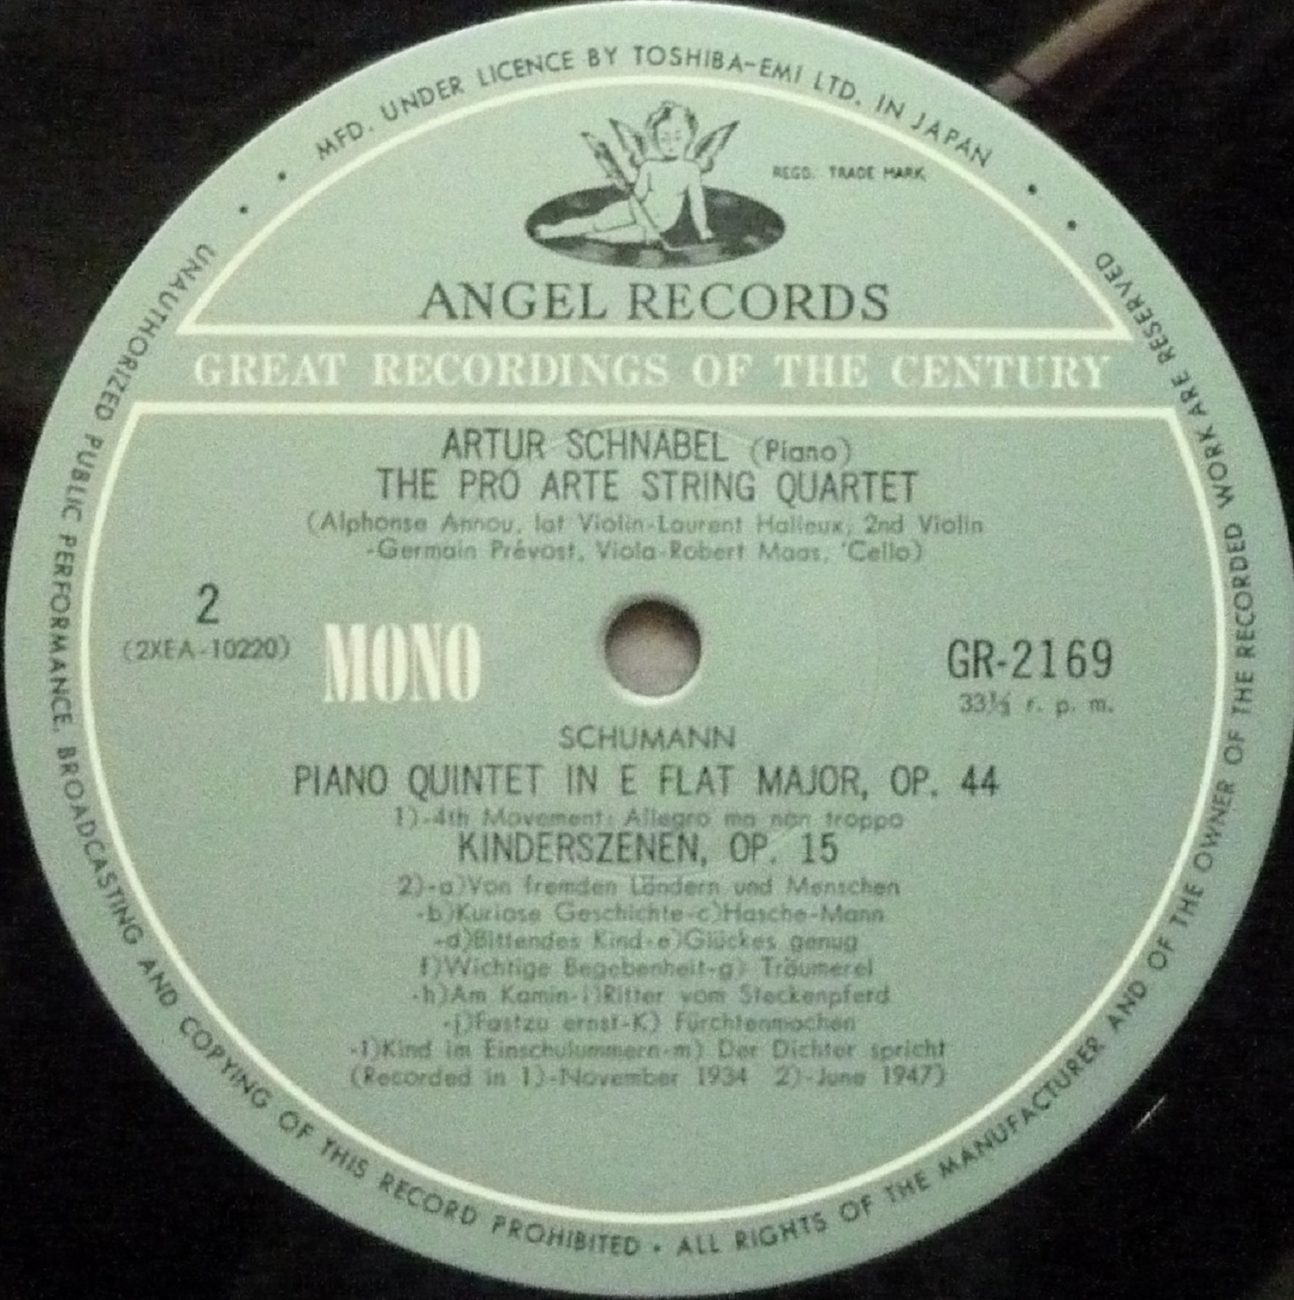 MFD. UNDER LICENCE BY TOSHIBA-EMI LTD. IN JAPAN
REGD. TRADE MARK
ANGEL RECORDS
GREAT RECORDINGS OF THE CENTURY
ARTUR SCHNABEL (Piano)
THE PRO ARTE STRING QUARTET
(Alphonse Annou, lat Violin-Laurent Halleux, 2nd Violin
-Germain Prévost, Viola-Robert Maas, 'Cello)
2
(2XEA-10220)
MONO
GR-2169
33⅓ r. p. m.
SCHUMANN
PIANO QUINTET IN E FLAT MAJOR, OP. 44
1)-4th Movement: Allegro ma non troppo
KINDERSZENEN, OP. 15
2)-a)Von fremden Ländern und Menschen
-b)Kuriose Geschichte-c)Hasche-Mann
-d)Bittendes Kind-e)Glückes genug
f)Wichtige Begebenheit-g) Träumerei
-h)Am Kamin-i)Ritter vom Steckenpferd
-j)Fastzu ernst-K) Fürchtenmachen
-l)Kind im Einschulummern-m) Der Dichter spricht
(Recorded in 1)-November 1934 2)-June 1947)
UNAUTHORIZED PUBLIC PERFORMANCE, BROADCASTING AND COPYING OF THIS RECORD PROHIBITED • ALL RIGHTS OF THE MANUFACTURER AND OF THE OWNER OF THE RECORDED WORK ARE RESERVED